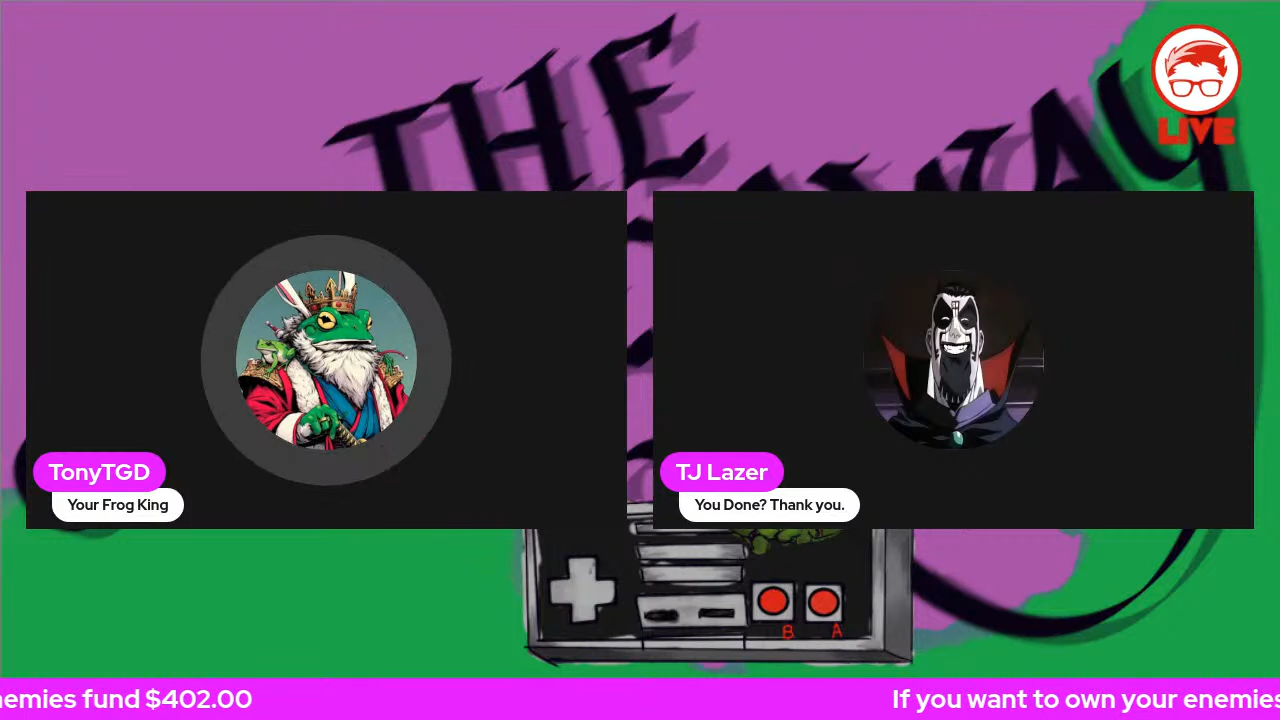 THE
LIVE
TonyTGD
Your Frog King
TJ Lazer
You Done? Thank you.
B A
nemies fund $402.00
If you want to own your enemies